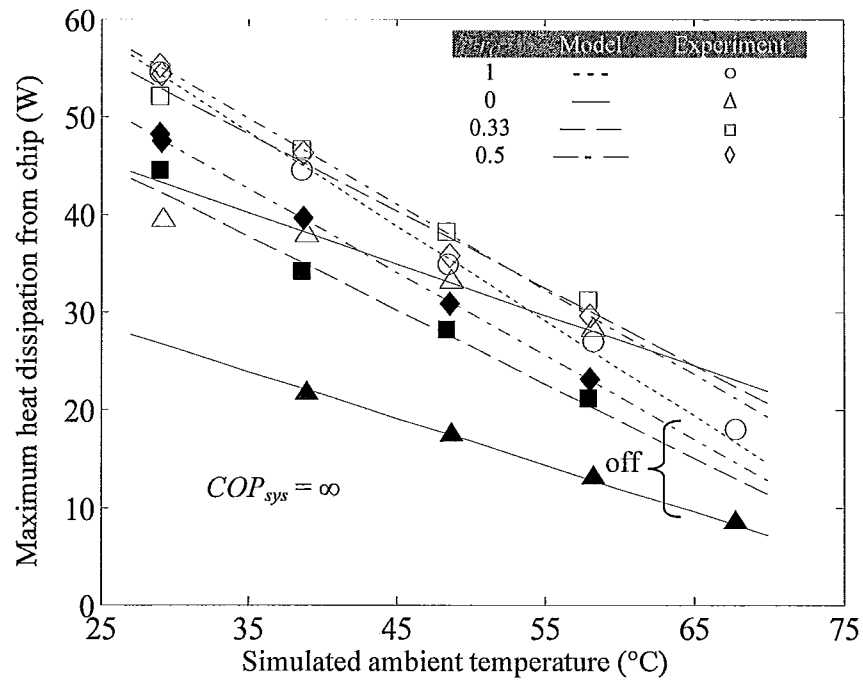 60
50
40
30
20
10
0
25 35 45 55 65 75
Maximum heat dissipation from chip (W)
Simulated ambient temperature (°C)
Model Experiment
1
0
0.33
0.5
off
COP_sys = ∞